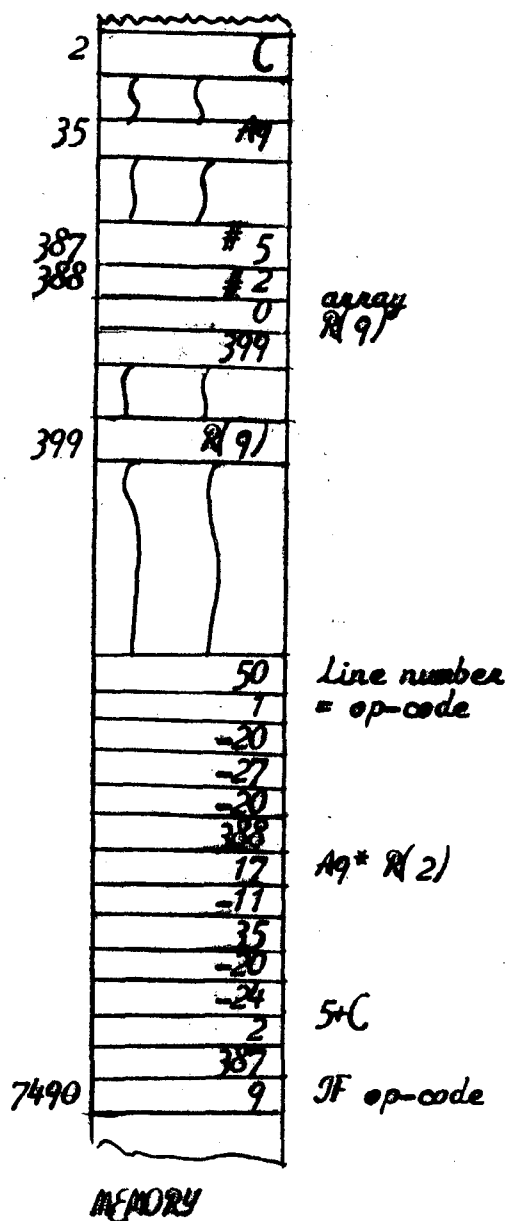 2 C
35 A9
387 # 5
388 # 2
0 array
399 R(9)
399 R(9)
50 Line number
1 = op-code
-20
-27
-20
388
17 A9* R(2)
-11
35
-20
-24
2 5+C
387
7490 9 IF op-code
MEMORY